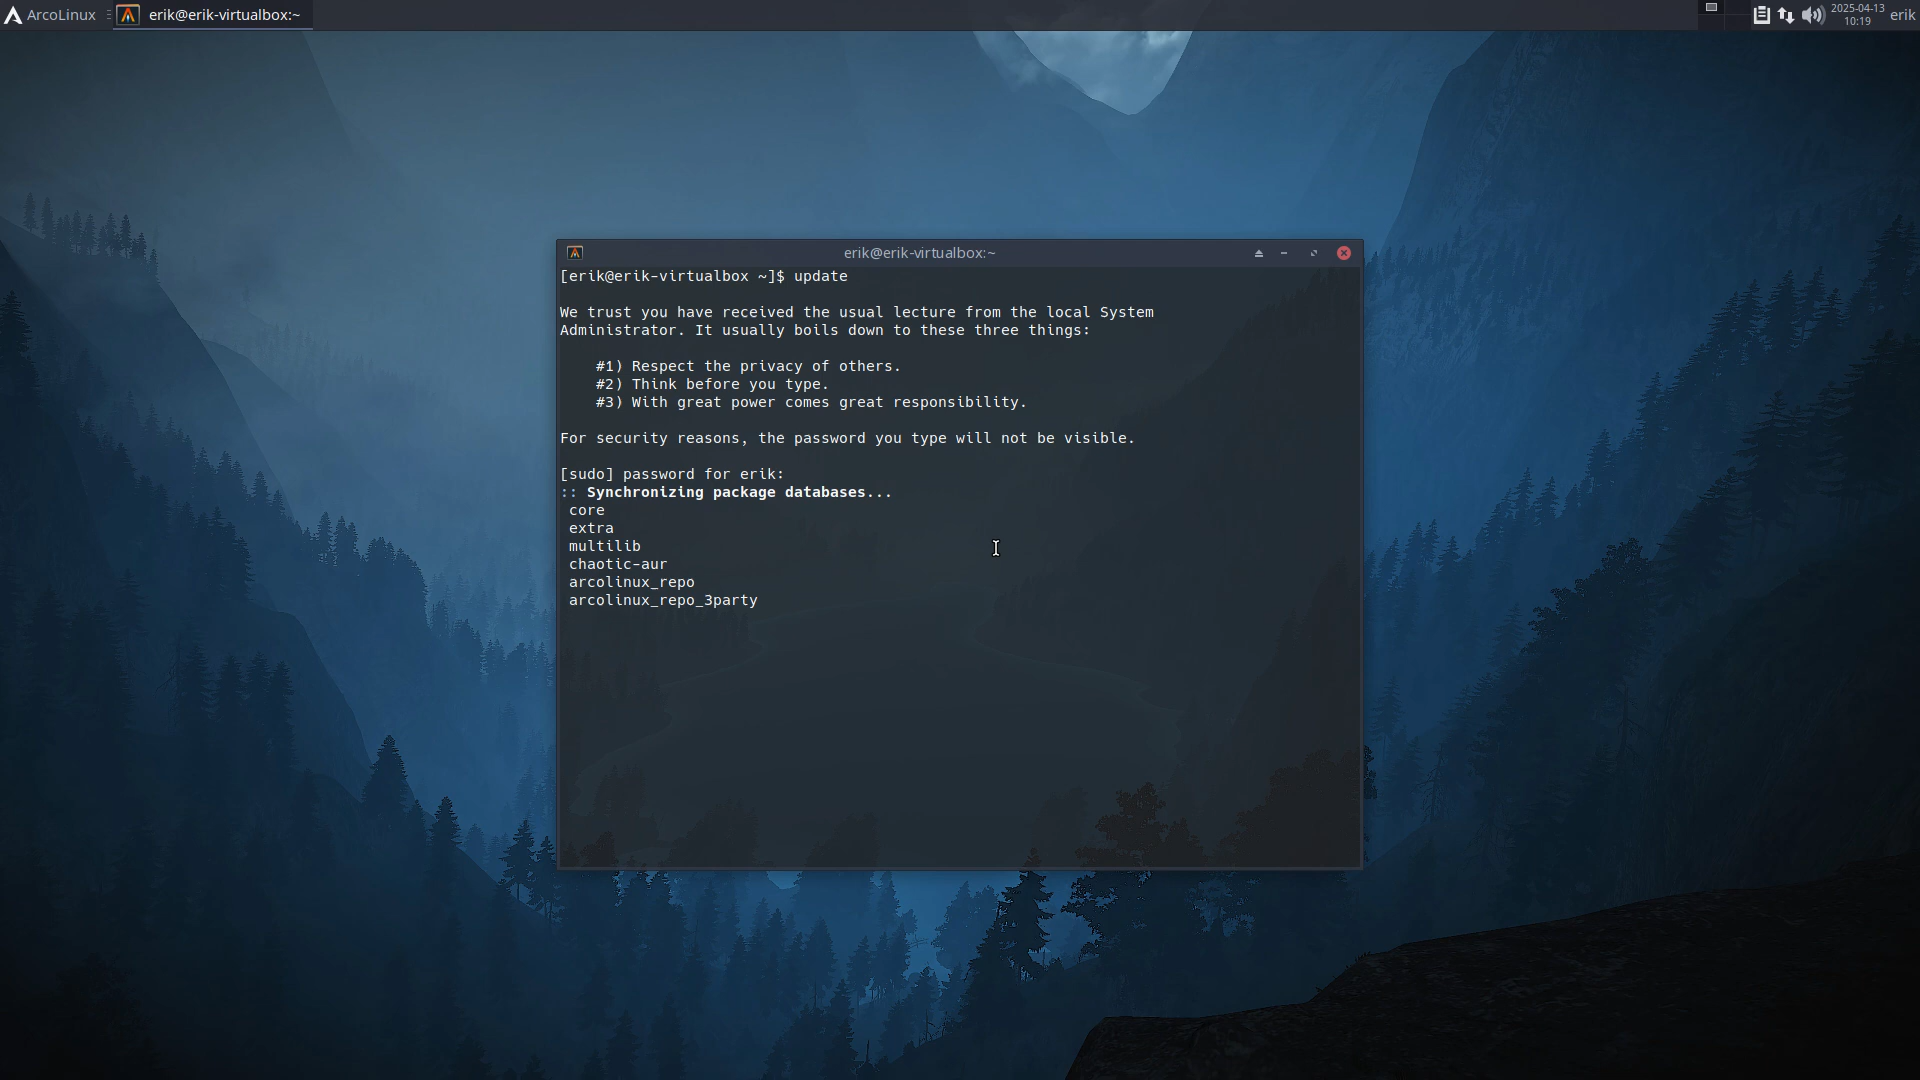 ArcoLinux erik@erik-virtualbox:~ 2025-04-13 erik
10:19
erik@erik-virtualbox:~
[erik@erik-virtualbox ~]$ update
We trust you have received the usual lecture from the local System
Administrator. It usually boils down to these three things:
#1) Respect the privacy of others.
#2) Think before you type.
#3) With great power comes great responsibility.
For security reasons, the password you type will not be visible.
[sudo] password for erik:
:: Synchronizing package databases...
core
extra
multilib
chaotic-aur
arcolinux_repo
arcolinux_repo_3party